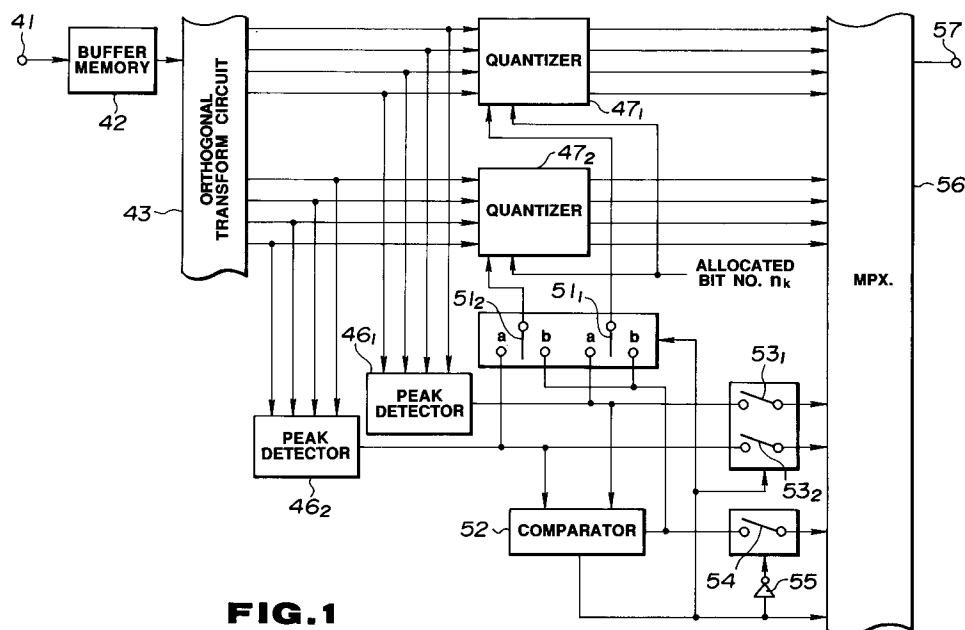 41
BUFFER
MEMORY
42
43
ORTHOGONAL
TRANSFORM CIRCUIT
QUANTIZER
47₁
47₂
QUANTIZER
ALLOCATED
BIT NO. nₖ
51₂
51₁
a
b
a
b
46₁
PEAK
DETECTOR
PEAK
DETECTOR
46₂
52
COMPARATOR
53₁
53₂
54
55
MPX.
56
57
FIG.1